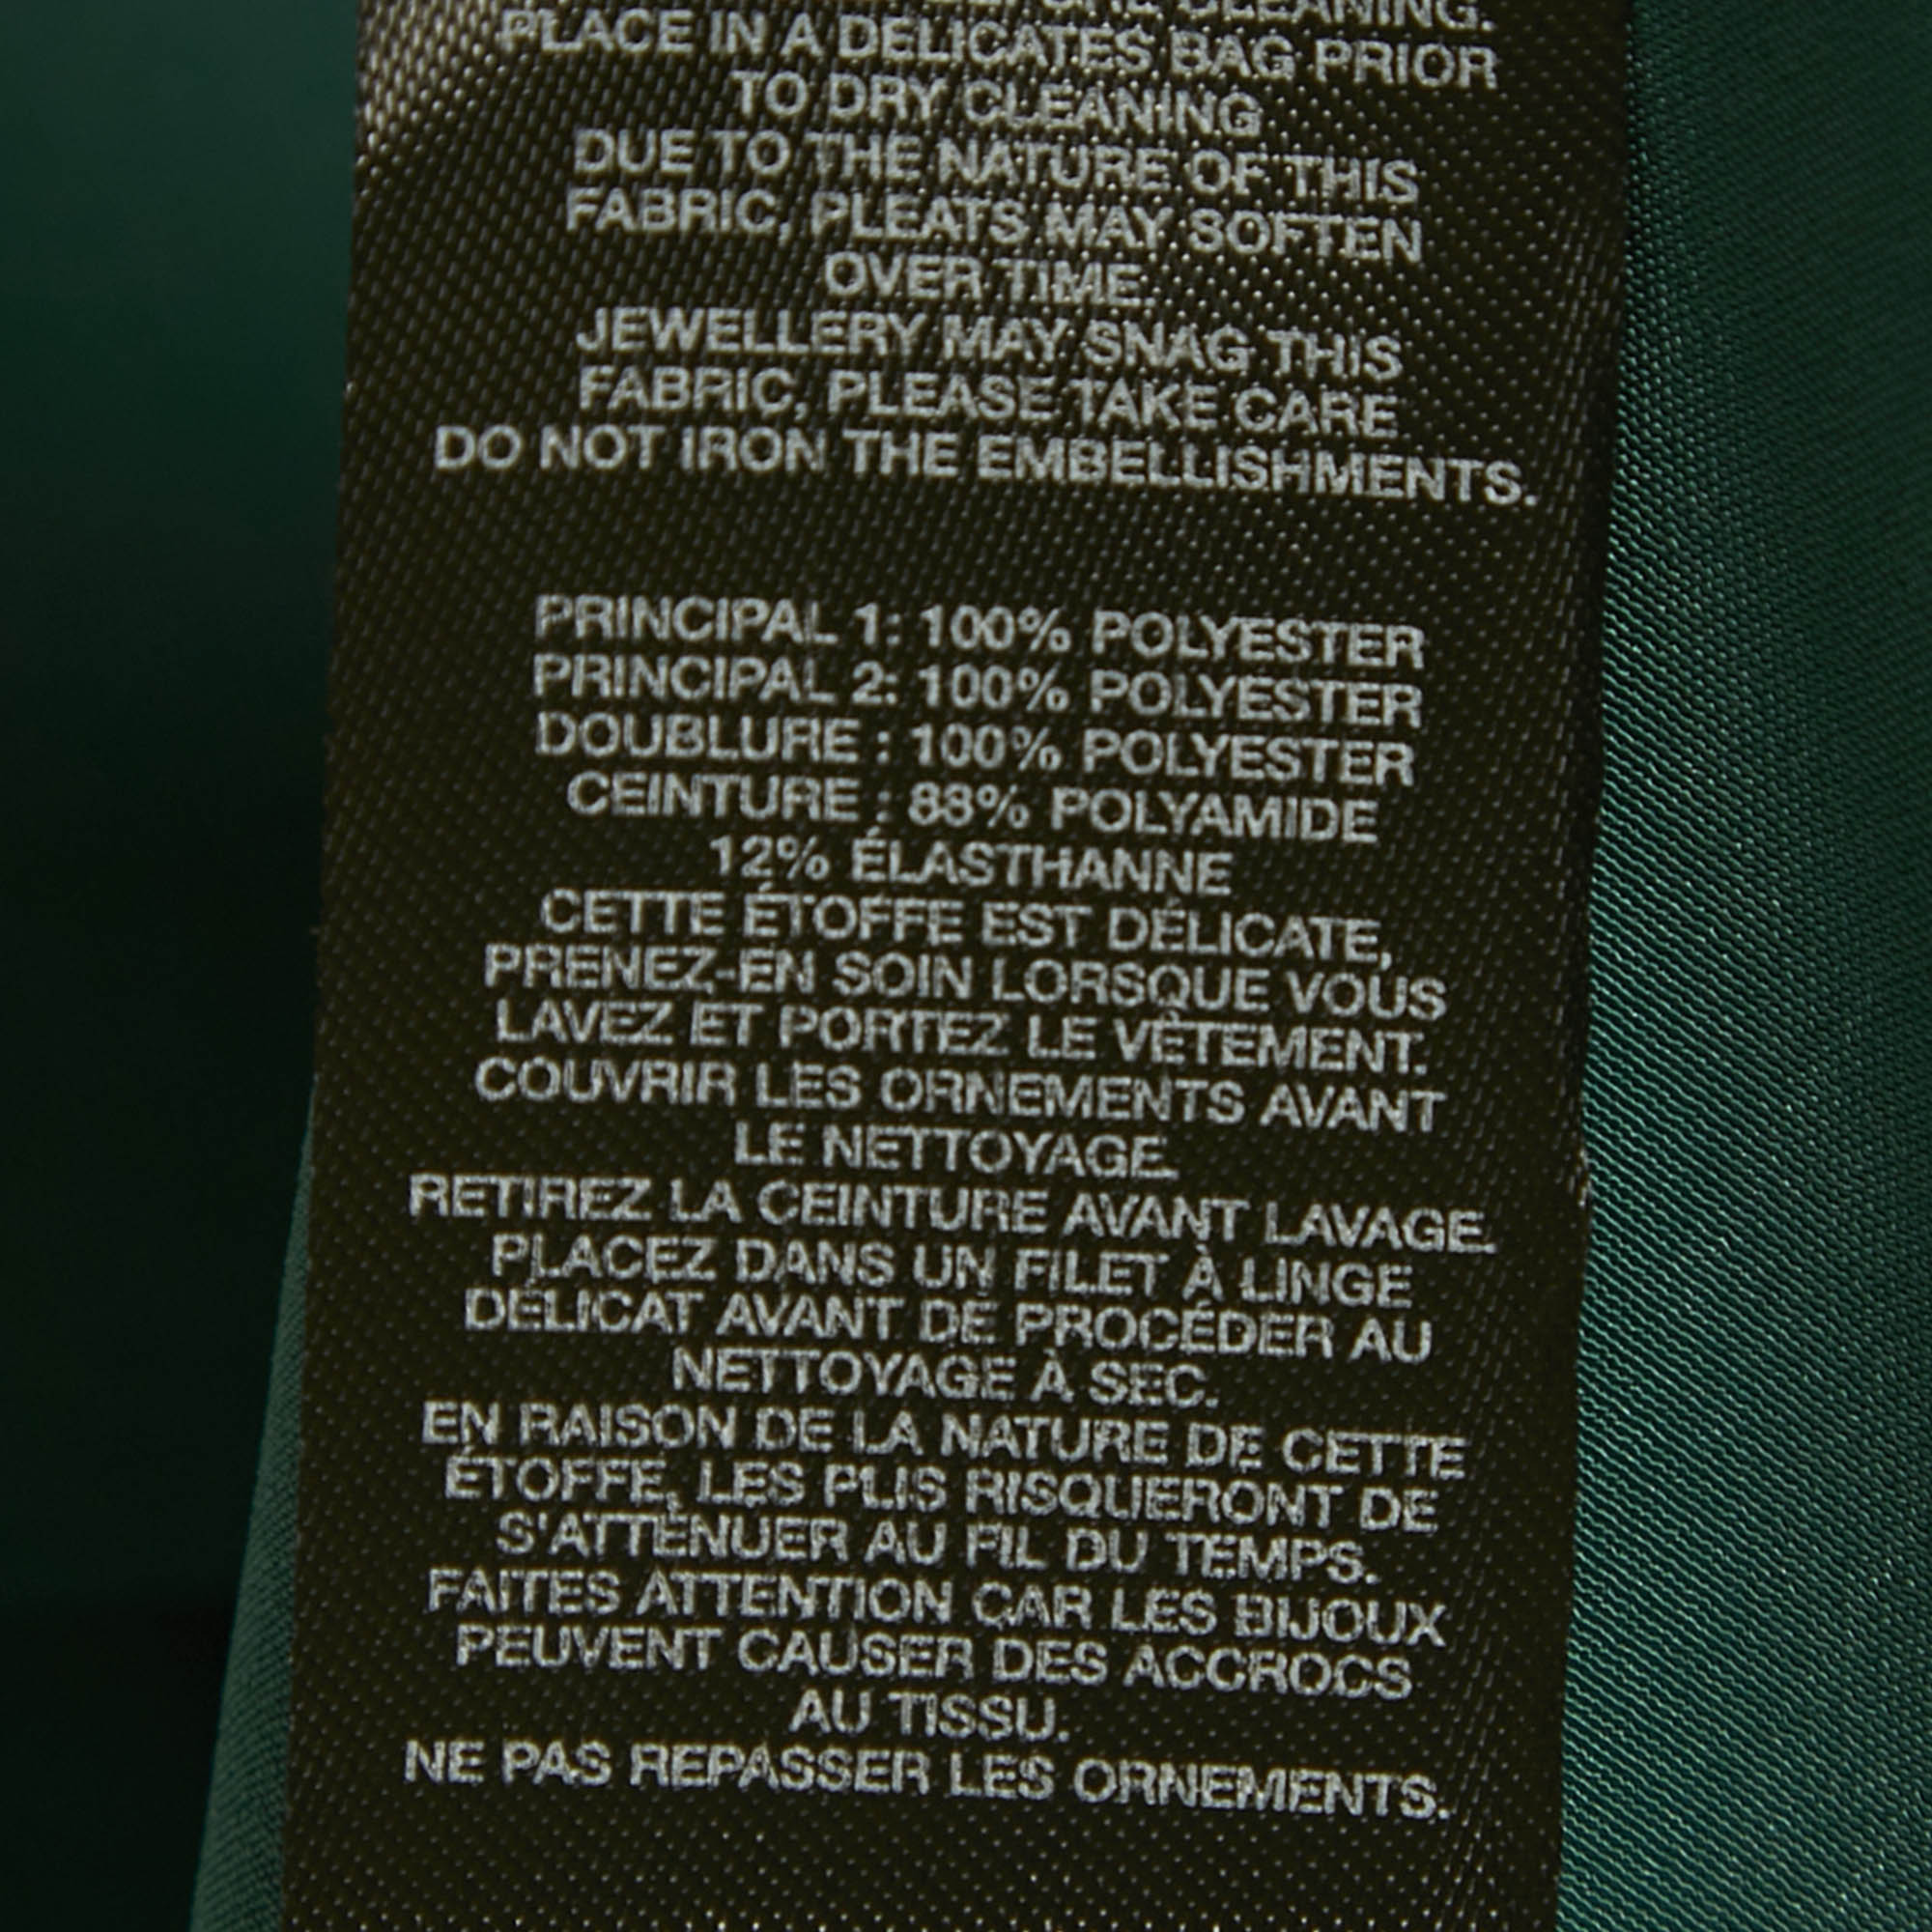 CLEANING.
PLACE IN A DELICATES BAG PRIOR
TO DRY CLEANING
DUE TO THE NATURE OF THIS
FABRIC, PLEATS MAY SOFTEN
OVER TIME.
JEWELLERY MAY SNAG THIS
FABRIC, PLEASE TAKE CARE
DO NOT IRON THE EMBELLISHMENTS.
PRINCIPAL 1: 100% POLYESTER
PRINCIPAL 2: 100% POLYESTER
DOUBLURE : 100% POLYESTER
CEINTURE : 88% POLYAMIDE
12% ÉLASTHANNE
CETTE ÉTOFFE EST DÉLICATE,
PRENEZ-EN SOIN LORSQUE VOUS
LAVEZ ET PORTEZ LE VÊTEMENT.
COUVRIR LES ORNEMENTS AVANT
LE NETTOYAGE.
RETIREZ LA CEINTURE AVANT LAVAGE.
PLACEZ DANS UN FILET À LINGE
DÉLICAT AVANT DE PROCÉDER AU
NETTOYAGE À SEC.
EN RAISON DE LA NATURE DE CETTE
ÉTOFFE, LES PLIS RISQUERONT DE
S'ATTÉNUER AU FIL DU TEMPS.
FAITES ATTENTION CAR LES BIJOUX
PEUVENT CAUSER DES ACCROCS
AU TISSU.
NE PAS REPASSER LES ORNEMENTS.